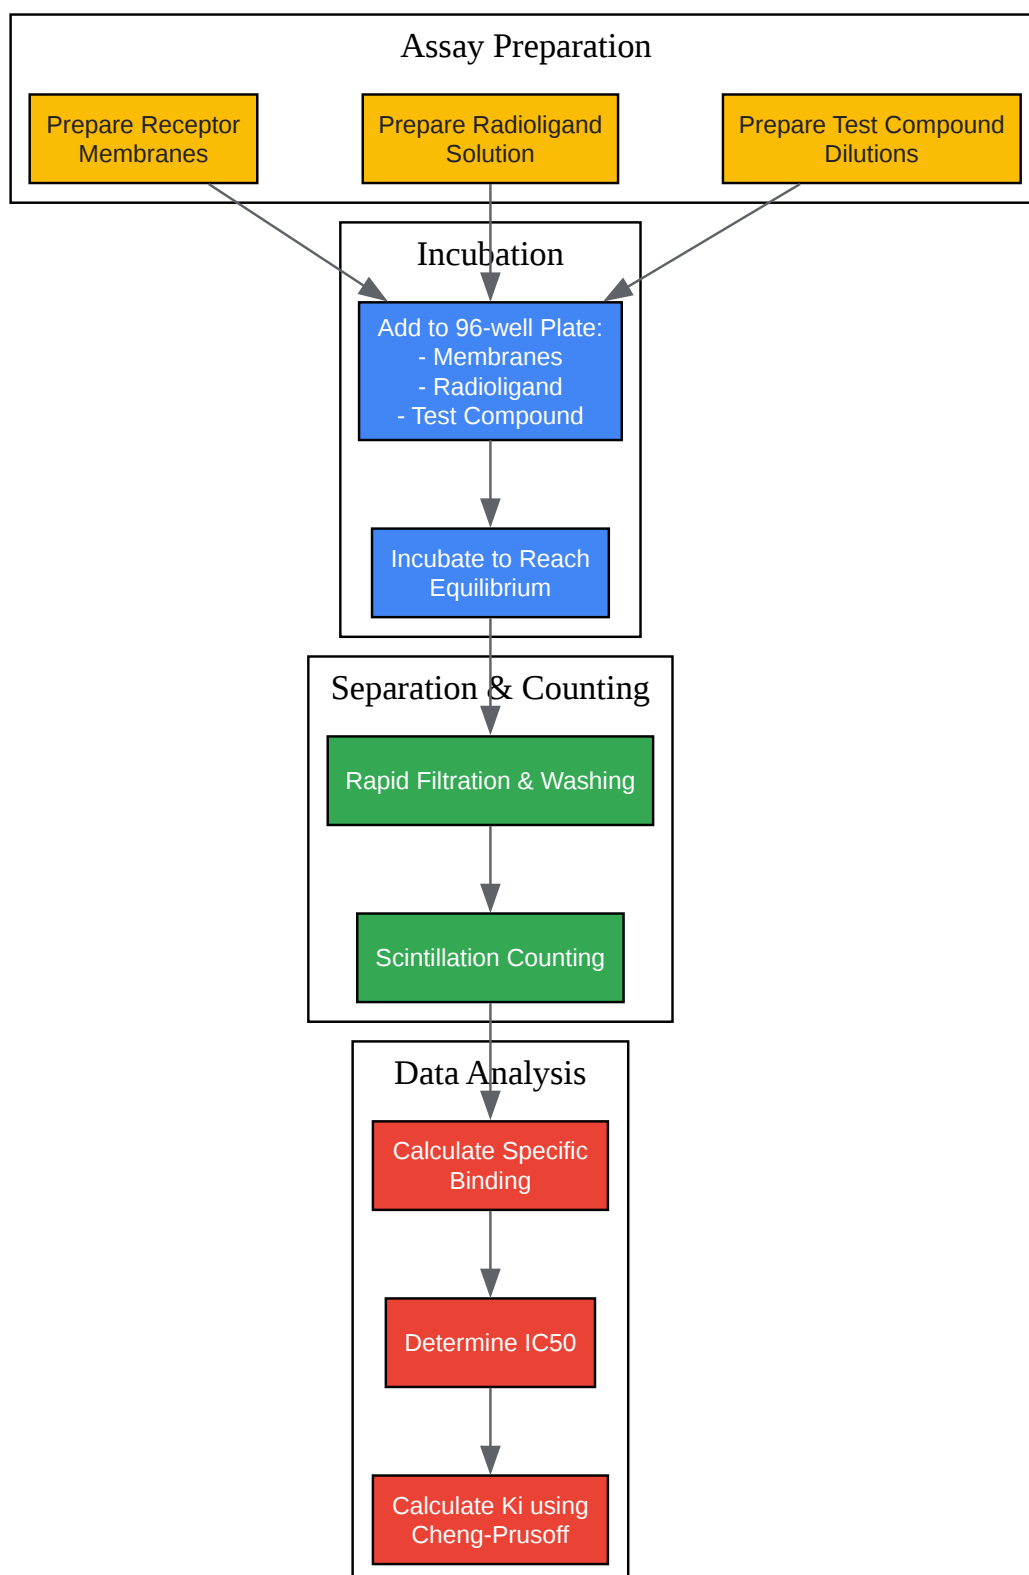 Assay Preparation
Prepare Receptor
Membranes
Prepare Radioligand
Solution
Prepare Test Compound
Dilutions
Incubation
Add to 96-well Plate:
- Membranes
- Radioligand
- Test Compound
Incubate to Reach
Equilibrium
Separation & Counting
Rapid Filtration & Washing
Scintillation Counting
Data Analysis
Calculate Specific
Binding
Determine IC50
Calculate Ki using
Cheng-Prusoff